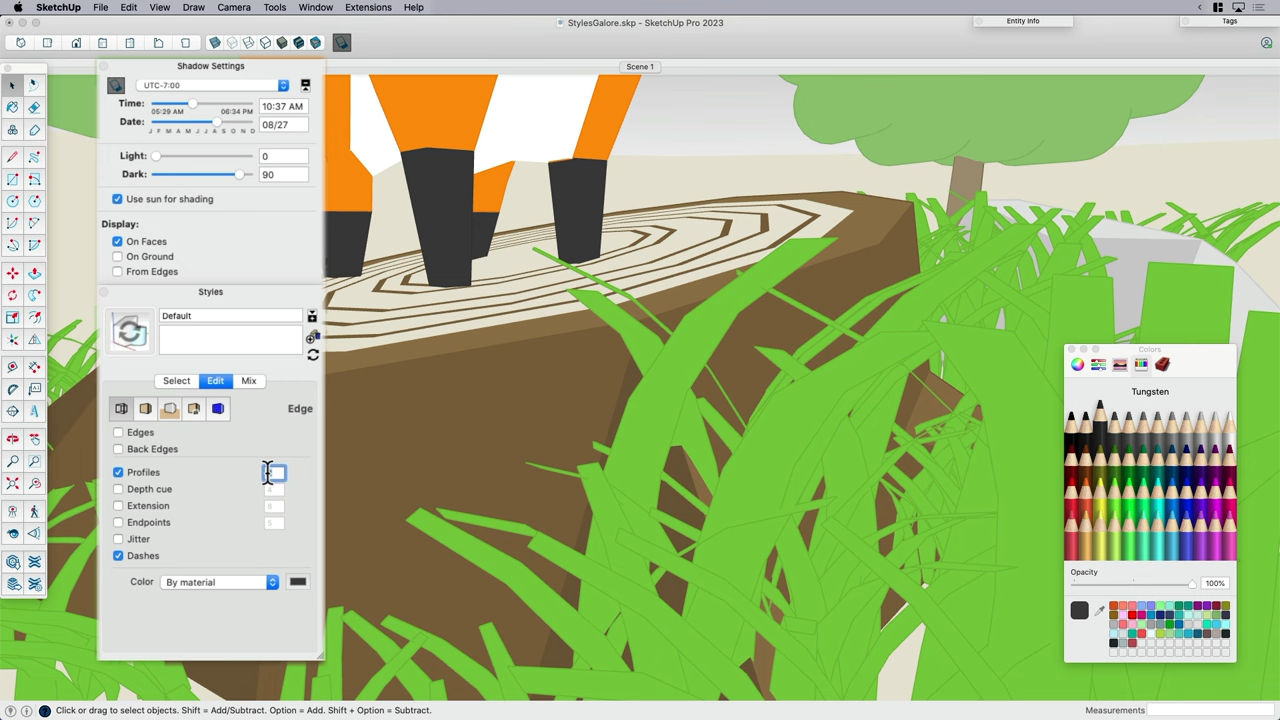 SketchUp File Edit View Draw Camera Tools Window Extensions Help
StylesGalore.skp - SketchUp Pro 2023
Entity Info
Tags
Scene 1
Shadow Settings
UTC-7:00
Time: 10:37 AM
05:29 AM 06:34 PM
Date: 08/27
J F M A M J J A S O N D
Light: 0
Dark: 90
Use sun for shading
Display:
On Faces
On Ground
From Edges
Styles
Default
Select Edit Mix
Edge
Edges
Back Edges
Profiles
Depth cue
Extension
Endpoints 5
Jitter
Dashes
Color By material
Colors
Tungsten
Opacity
100%
Click or drag to select objects. Shift = Add/Subtract. Option = Add. Shift + Option = Subtract.
Measurements